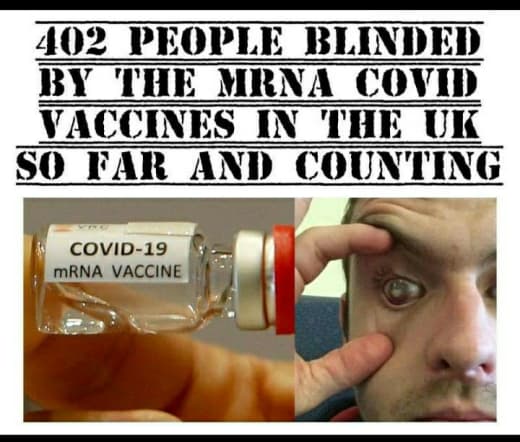 402 PEOPLE BLINDED
BY THE MRNA COVID
VACCINES IN THE UK
SO FAR AND COUNTING
COVID-19
mRNA VACCINE